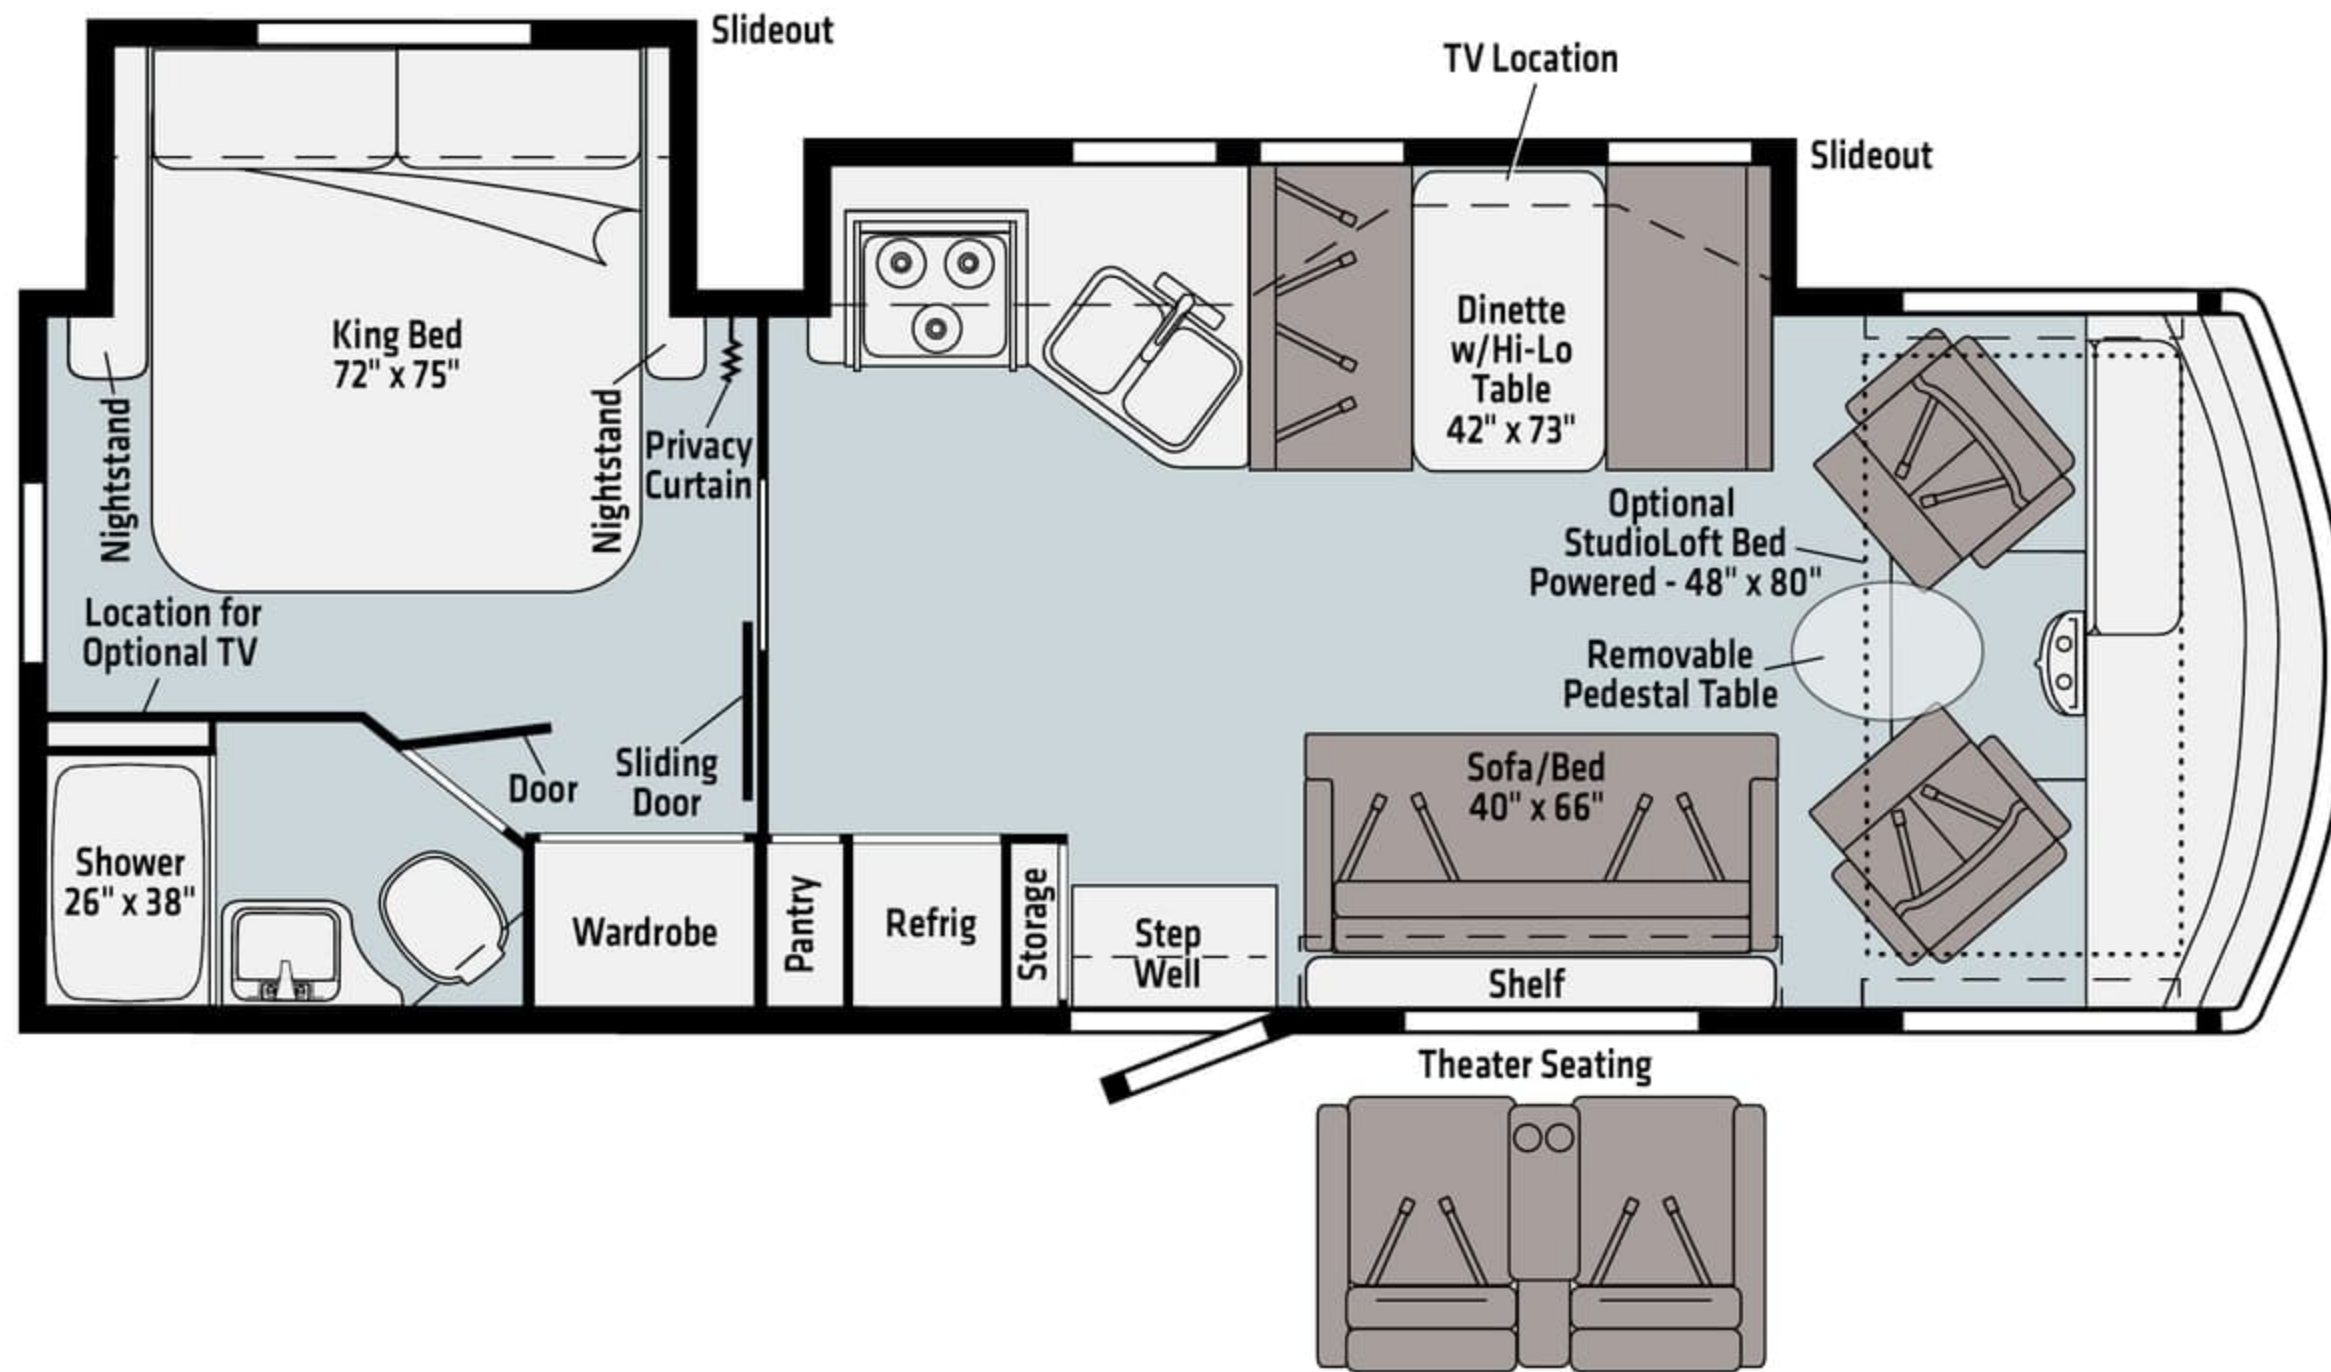 Slideout
TV Location
Slideout
King Bed
72" x 75"
Nightstand
Nightstand
Privacy
Curtain
Dinette
w/Hi-Lo
Table
42" x 73"
Optional
StudioLoft Bed
Powered - 48" x 80"
Removable
Pedestal Table
Location for
Optional TV
Door
Sliding
Door
Sofa/Bed
40" x 66"
Shower
26" x 38"
Wardrobe
Pantry
Refrig
Storage
Step
Well
Shelf
Theater Seating